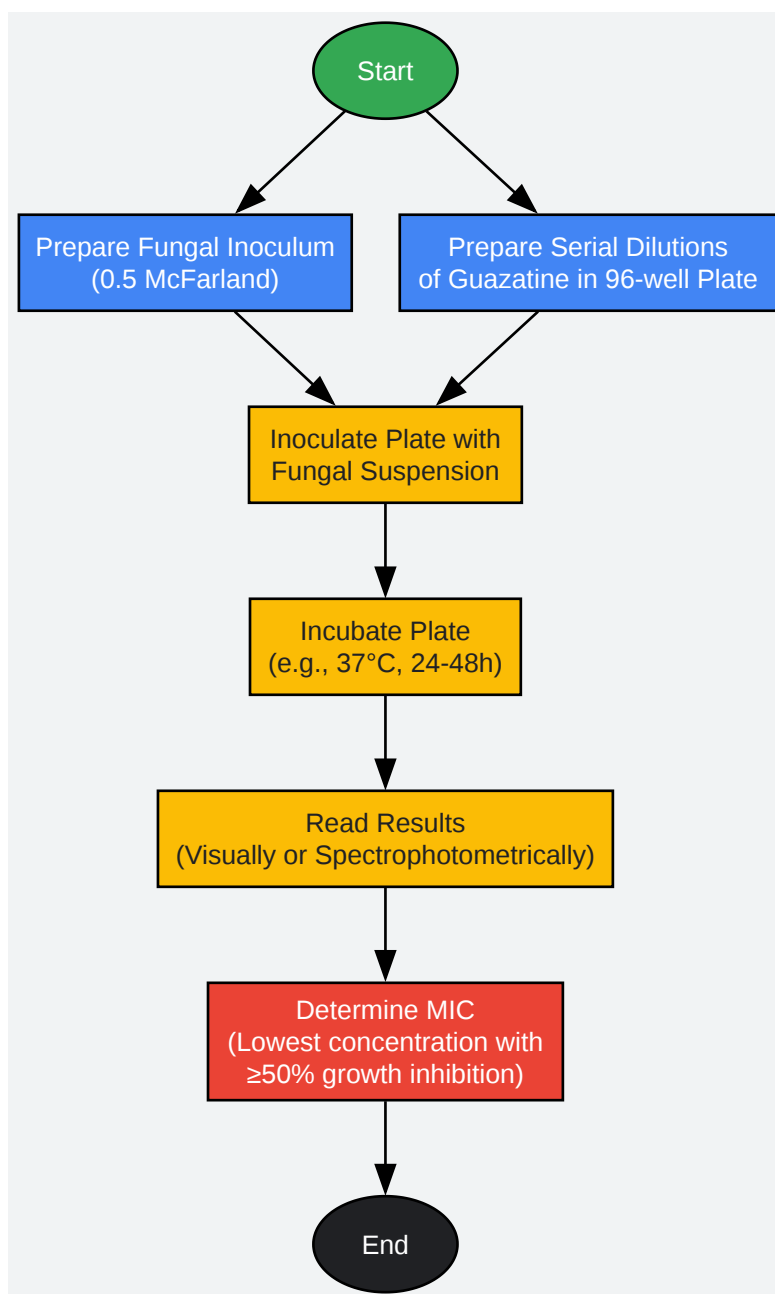 Start
Prepare Fungal Inoculum
(0.5 McFarland)
Prepare Serial Dilutions
of Guazatine in 96-well Plate
Inoculate Plate with
Fungal Suspension
Incubate Plate
(e.g., 37°C, 24-48h)
Read Results
(Visually or Spectrophotometrically)
Determine MIC
(Lowest concentration with
≥50% growth inhibition)
End